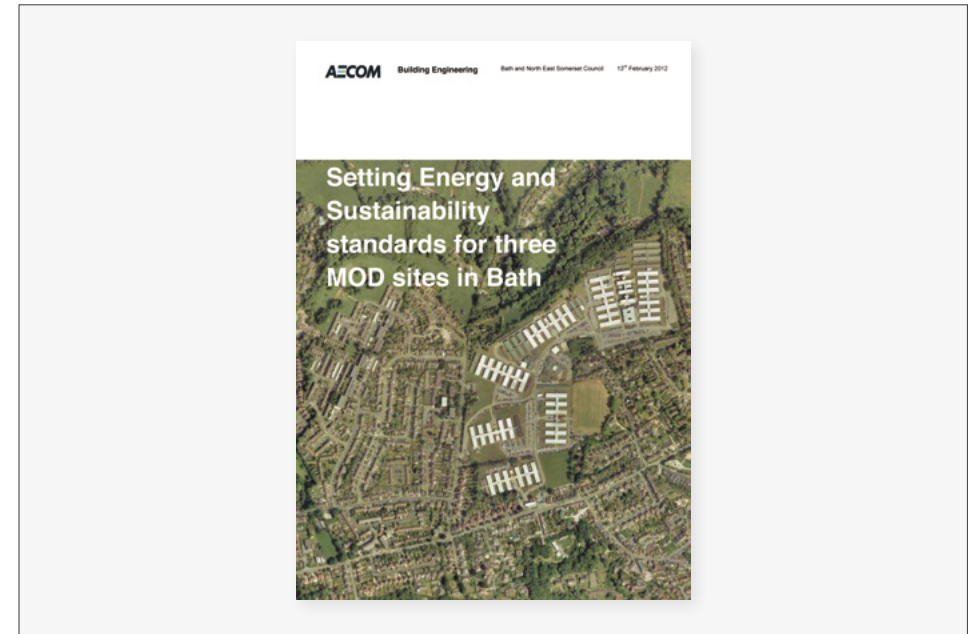 AECOM Building Engineering Bath and North East Somerset Council 13th February 2012
Setting Energy and
Sustainability
standards for three
MOD sites in Bath